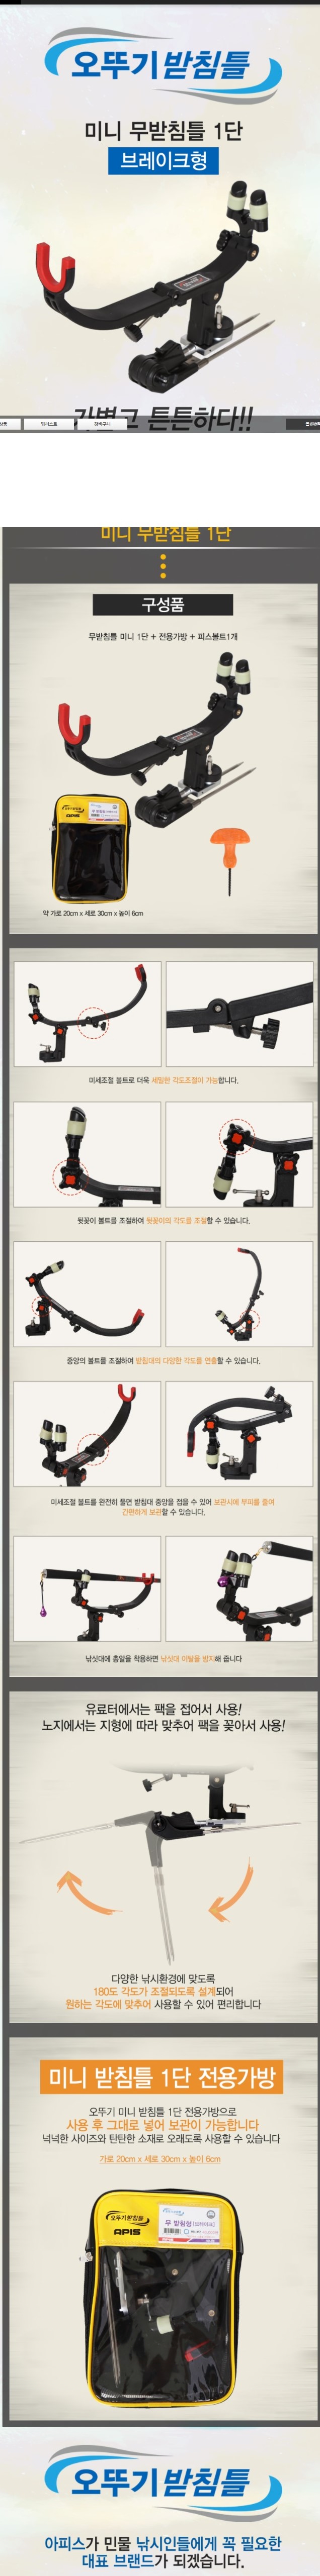 오뚜기받침틀
미니 무받침틀 1단
브레이크형
가볍고 튼튼하다!!
찜리스트
장바구니
미니 무받침틀 1단
구성품
무받침틀 미니 1단 + 전용가방 + 피스볼트1개
APIS
약 가로 20cm x 세로 30cm x 높이 6cm
미세조절 볼트로 더욱 세밀한 각도조절이 가능합니다.
뒷꽂이 볼트를 조절하여 뒷꽂이의 각도를 조절할 수 있습니다.
중앙의 볼트를 조절하여 받침대의 다양한 각도를 연출할 수 있습니다.
미세조절 볼트를 완전히 풀면 받침대 중앙을 접을 수 있어 보관시에 부피를 줄여
간편하게 보관할 수 있습니다.
낚싯대에 총알을 착용하면 낚싯대 이탈을 방지해 줍니다
유료터에서는 팩을 접어서 사용!
노지에서는 지형에 따라 맞추어 팩을 꽂아서 사용!
다양한 낚시환경에 맞도록
180도 각도가 조절되도록 설계되어
원하는 각도에 맞추어 사용할 수 있어 편리합니다
미니 받침틀 1단 전용가방
오뚜기 미니 받침틀 1단 전용가방으로
사용 후 그대로 넣어 보관이 가능합니다
넉넉한 사이즈와 탄탄한 소재로 오래도록 사용할 수 있습니다
가로 20cm x 세로 30cm x 높이 6cm
오뚜기받침틀
APIS
무 받침틀 [브레이크]
오뚜기받침틀
아피스가 민물 낚시인들에게 꼭 필요한
대표 브랜드가 되겠습니다.